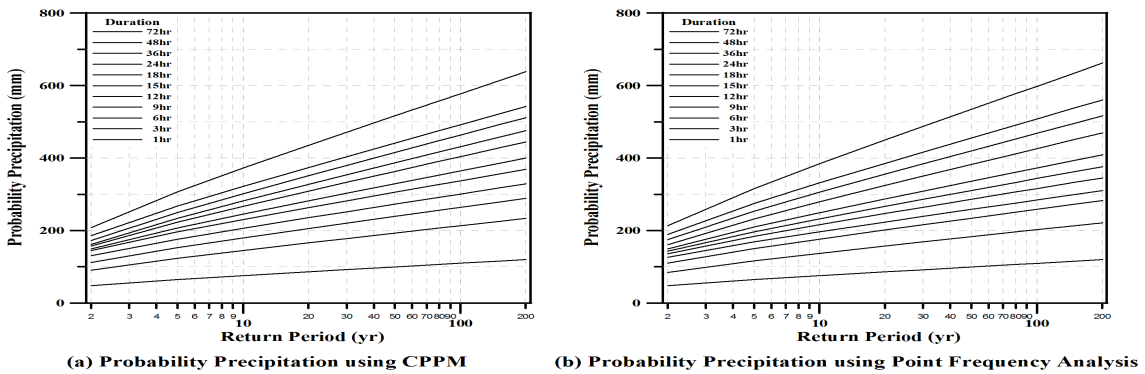 800
600
400
200
0
Probability Precipitation (mm)
Duration
72hr
48hr
36hr
24hr
18hr
15hr
12hr
9hr
6hr
3hr
1hr
2 3 4 5 6 7 8 9 10 20 30 40 50 60 70 80 90 100 200
Return Period (yr)
(a) Probability Precipitation using CPPM
800
600
400
200
0
Probability Precipitation (mm)
Duration
72hr
48hr
36hr
24hr
18hr
15hr
12hr
9hr
6hr
3hr
1hr
2 3 4 5 6 7 8 9 10 20 30 40 50 60 70 80 90 100 200
Return Period (yr)
(b) Probability Precipitation using Point Frequency Analysis